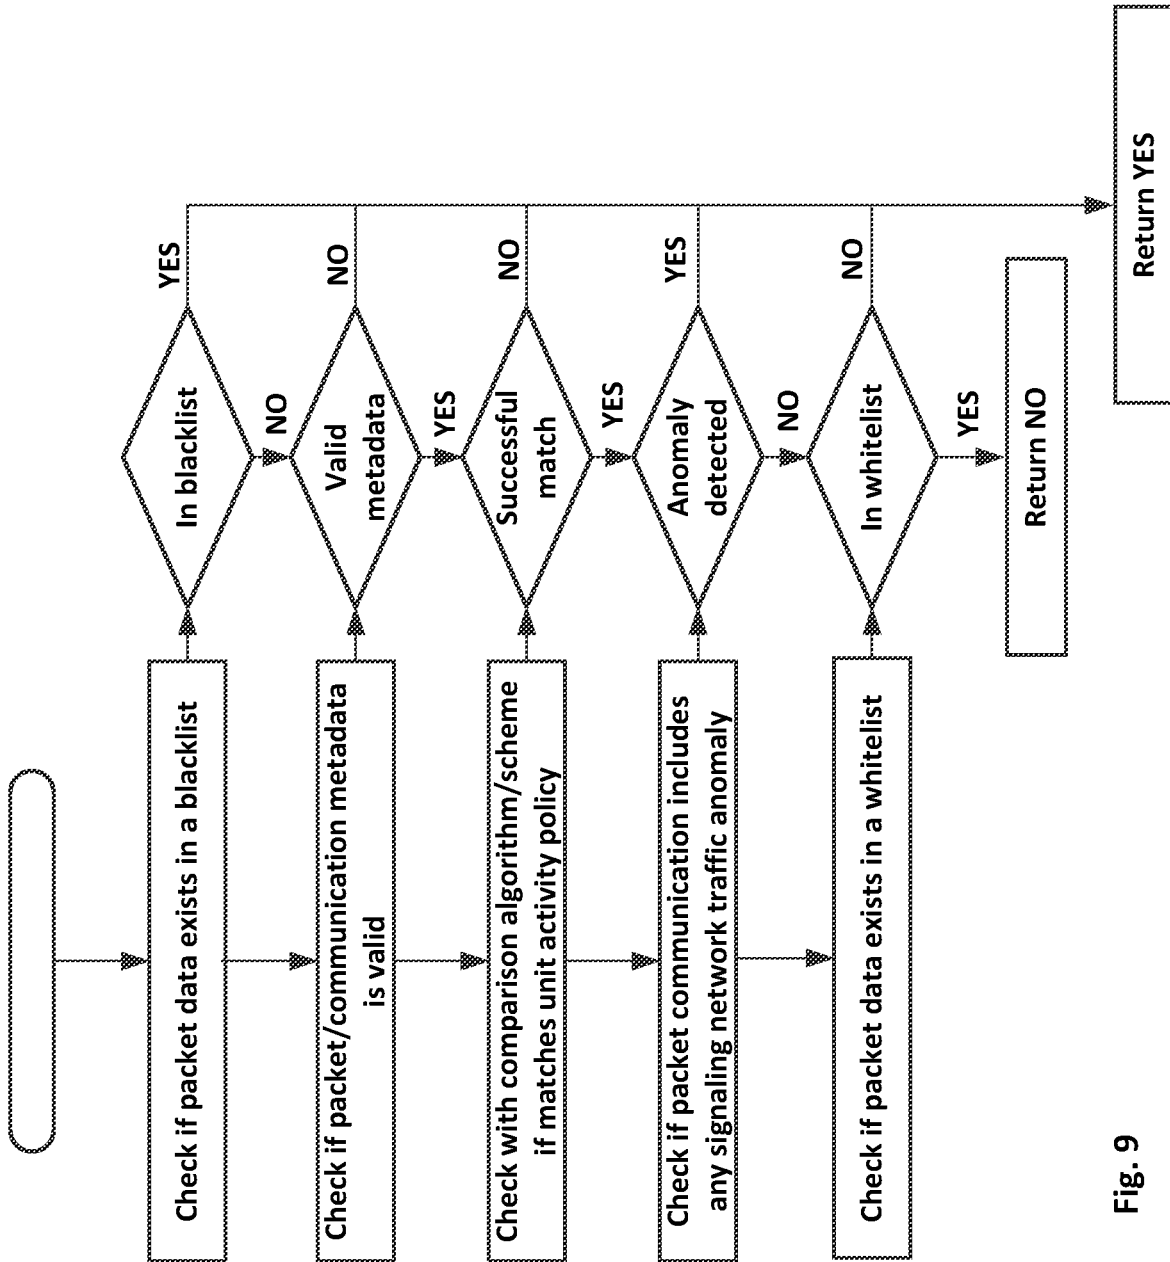 Check if packet data exists in a blacklist
In blacklist
YES
NO
Check if packet/communication metadata
is valid
Valid
metadata
NO
YES
Check with comparison algorithm/scheme
if matches unit activity policy
Successful
match
NO
YES
Check if packet communication includes
any signaling network traffic anomaly
Anomaly
detected
YES
NO
Check if packet data exists in a whitelist
In whitelist
NO
YES
Return NO
Return YES
Fig. 9